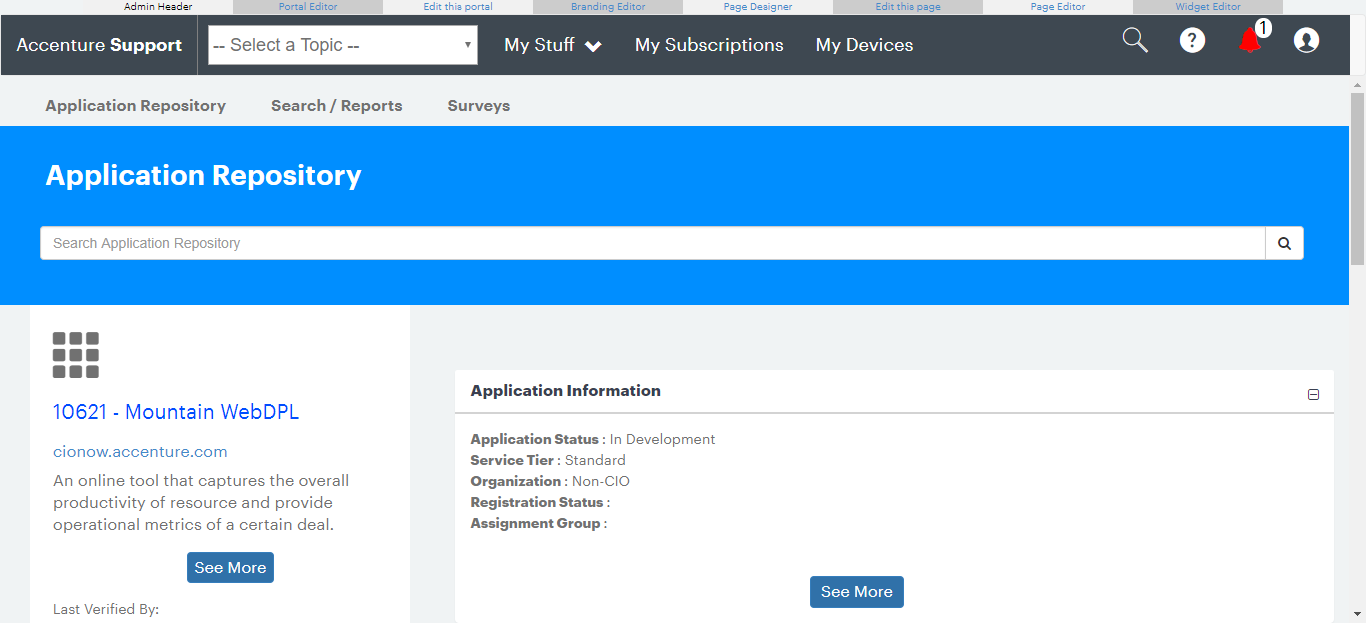 Admin Header Portal Editor Edit this portal Branding Editor Page Designer Edit this page Page Editor Widget Editor
Accenture Support -- Select a Topic -- My Stuff My Subscriptions My Devices ? 1
Application Repository Search / Reports Surveys
Application Repository
Search Application Repository
10621 - Mountain WebDPL
cionow.accenture.com
An online tool that captures the overall
productivity of resource and provide
operational metrics of a certain deal.
See More
Last Verified By:
Application Information
Application Status : In Development
Service Tier : Standard
Organization : Non-CIO
Registration Status :
Assignment Group :
See More